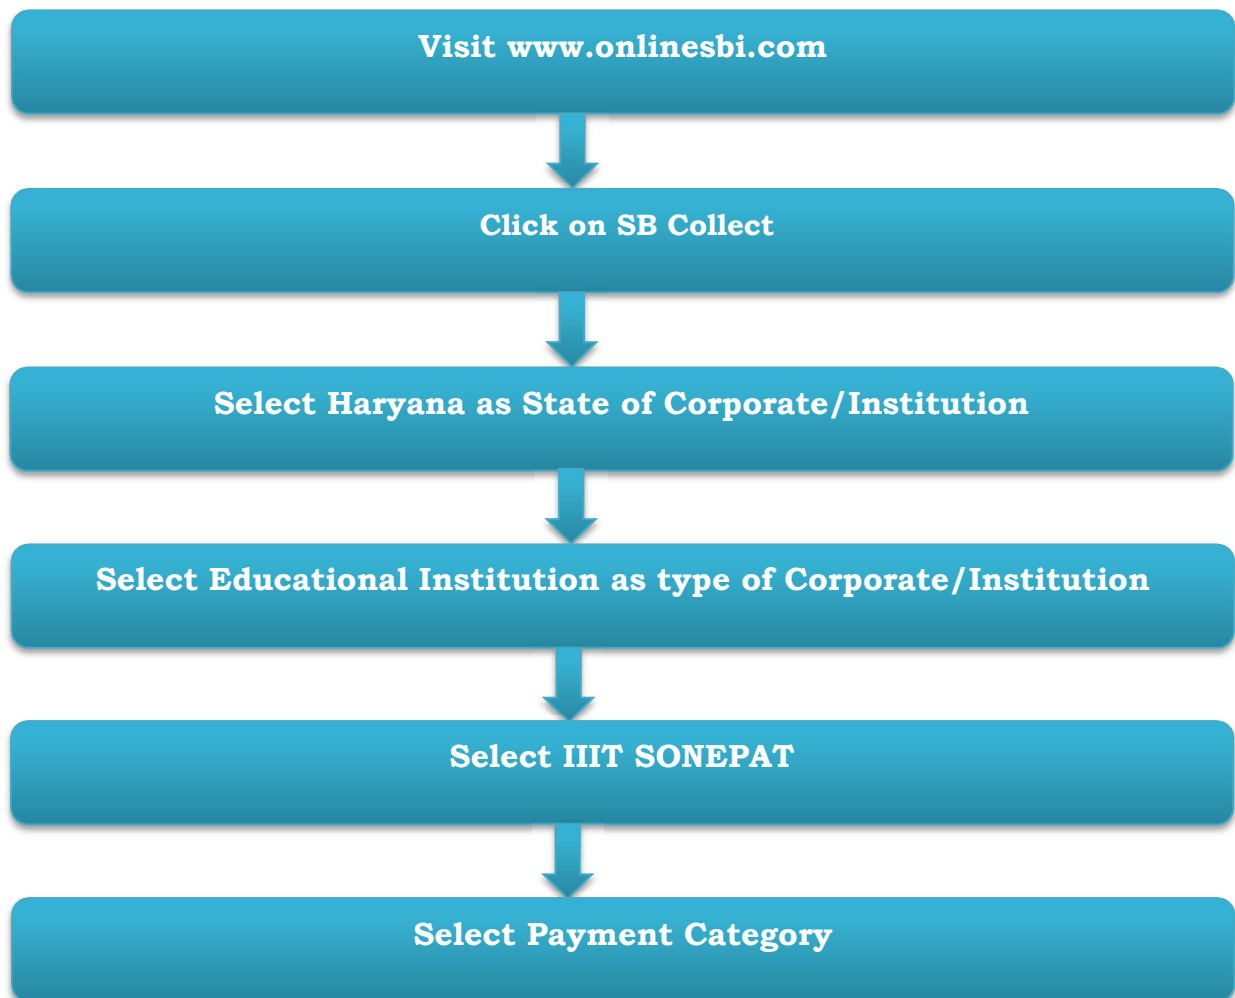 Visit www.onlinesbi.com
Click on SB Collect
Select Haryana as State of Corporate/Institution
Select Educational Institution as type of Corporate/Institution
Select IIIT SONEPAT
Select Payment Category